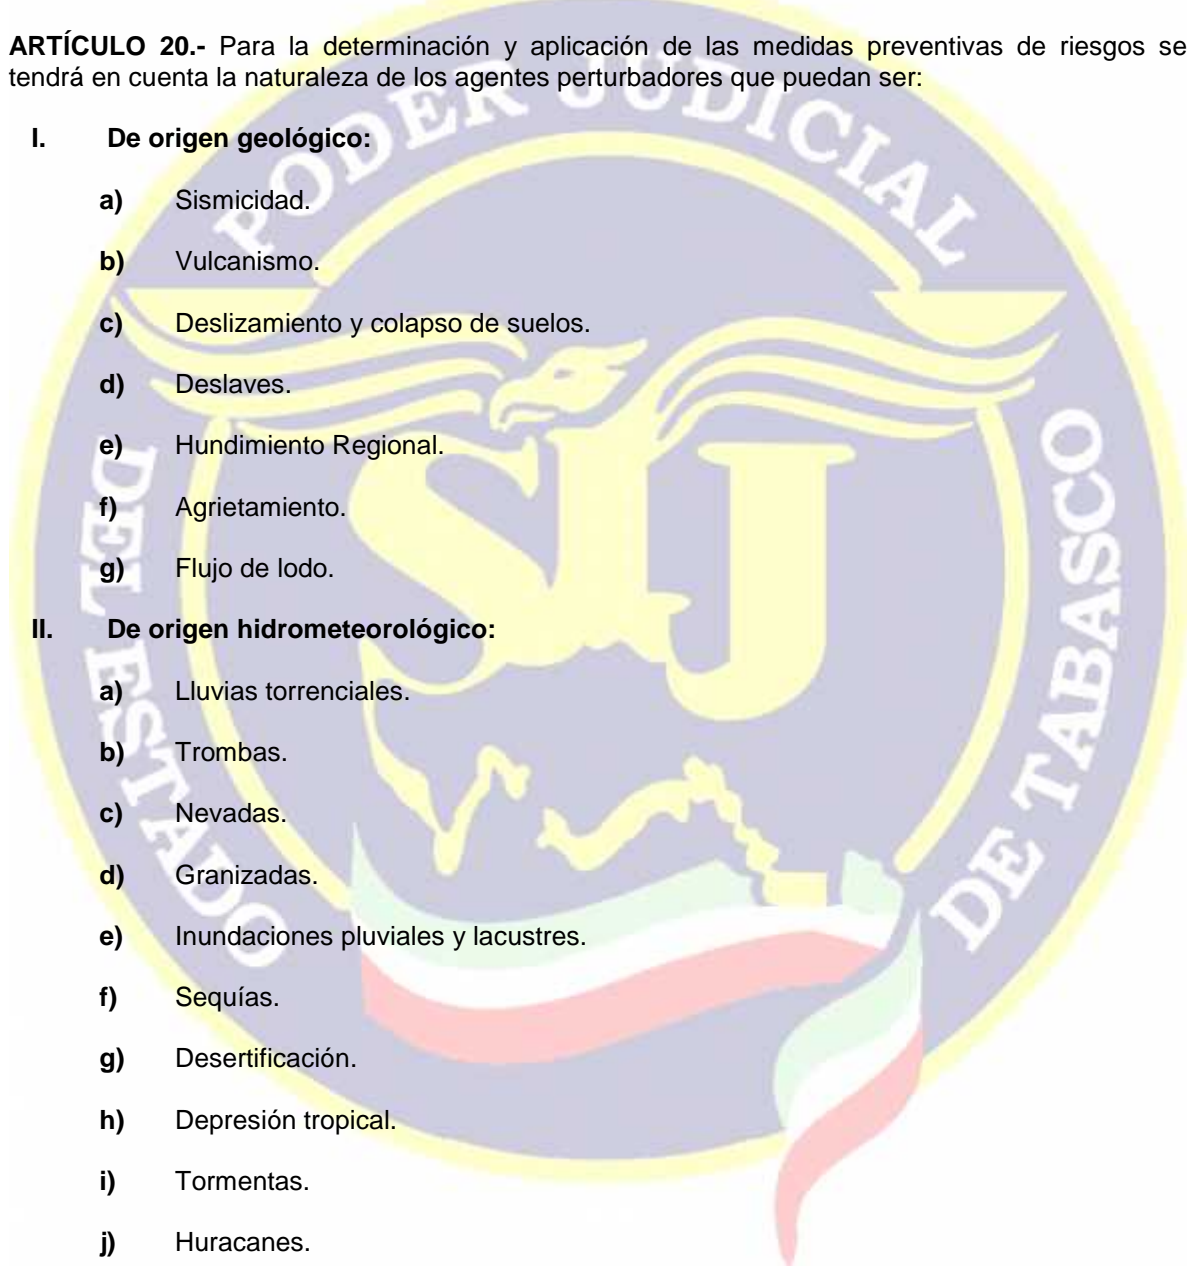 ARTÍCULO 20.- Para la determinación y aplicación de las medidas preventivas de riesgos se
tendrá en cuenta la naturaleza de los agentes perturbadores que puedan ser:
I. De origen geológico:
a) Sismicidad.
b) Vulcanismo.
c) Deslizamiento y colapso de suelos.
d) Deslaves.
e) Hundimiento Regional.
f) Agrietamiento.
g) Flujo de lodo.
II. De origen hidrometeorológico:
a) Lluvias torrenciales.
b) Trombas.
c) Nevadas.
d) Granizadas.
e) Inundaciones pluviales y lacustres.
f) Sequías.
g) Desertificación.
h) Depresión tropical.
i) Tormentas.
j) Huracanes.
PODER JUDICIAL
DEL ESTADO
DE TABASCO
SIJ